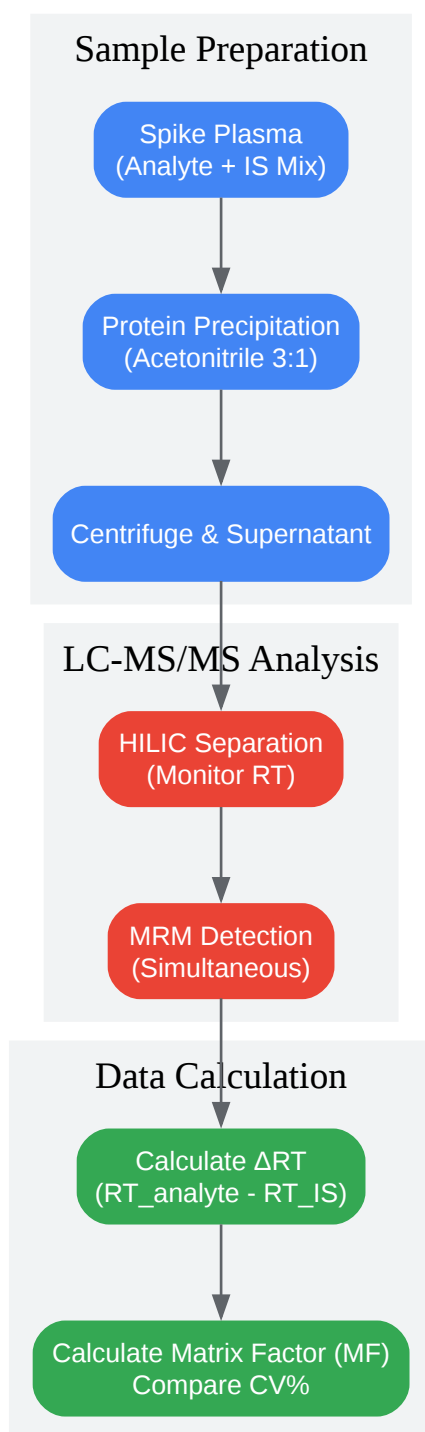 Sample Preparation
Spike Plasma
(Analyte + IS Mix)
Protein Precipitation
(Acetonitrile 3:1)
Centrifuge & Supernatant
LC-MS/MS Analysis
HILIC Separation
(Monitor RT)
MRM Detection
(Simultaneous)
Data Calculation
Calculate ΔRT
(RT_analyte - RT_IS)
Calculate Matrix Factor (MF)
Compare CV%